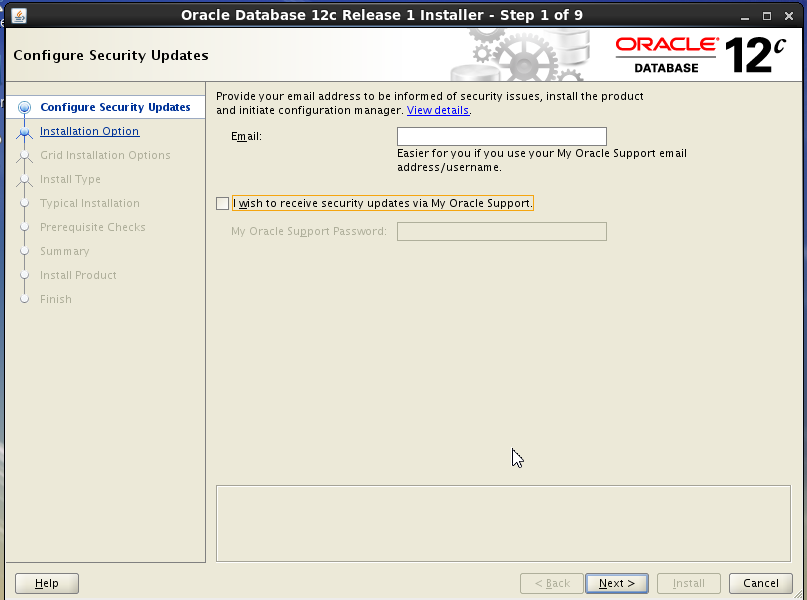 Oracle Database 12c Release 1 Installer - Step 1 of 9
Configure Security Updates
ORACLE®
DATABASE
12c
Configure Security Updates
Installation Option
Grid Installation Options
Install Type
Typical Installation
Prerequisite Checks
Summary
Install Product
Finish
Provide your email address to be informed of security issues, install the product
and initiate configuration manager. View details.
Email:
Easier for you if you use your My Oracle Support email
address/username.
I wish to receive security updates via My Oracle Support.
My Oracle Support Password:
Help
< Back
Next >
Install
Cancel